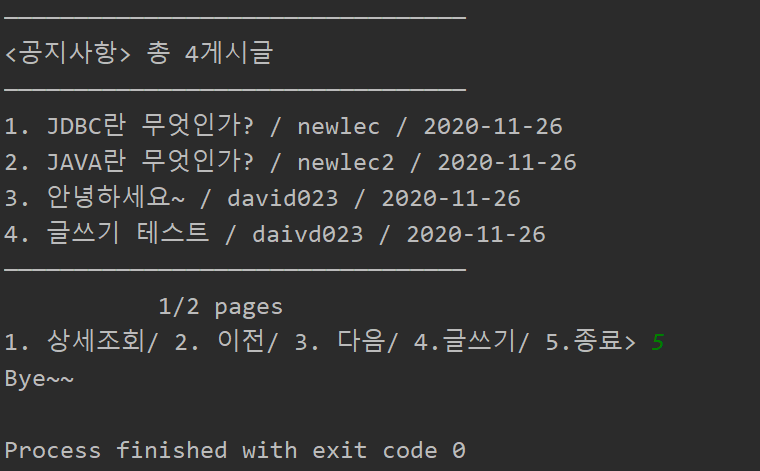 <공지사항> 총 4게시글
1. JDBC란 무엇인가? / newlec / 2020-11-26
2. JAVA란 무엇인가? / newlec2 / 2020-11-26
3. 안녕하세요~ / david023 / 2020-11-26
4. 글쓰기 테스트 / daivd023 / 2020-11-26
1/2 pages
1. 상세조회/ 2. 이전/ 3. 다음/ 4.글쓰기/ 5.종료> 5
Bye~~
Process finished with exit code 0